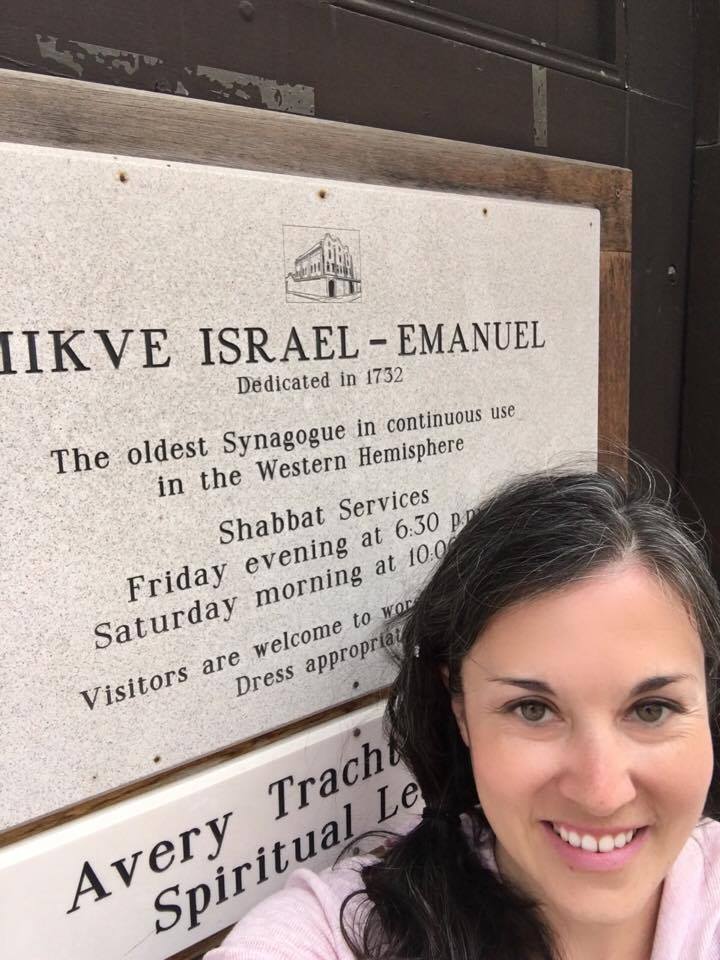 ISRAEL – EMANUEL
Dedicated in 1732
The oldest Synagogue in continuous use
in the Western Hemisphere
Shabbat Services
Friday evening at 6:30
Saturday morning at
Visitors are welcome to
Dress
Avery
Spiritual